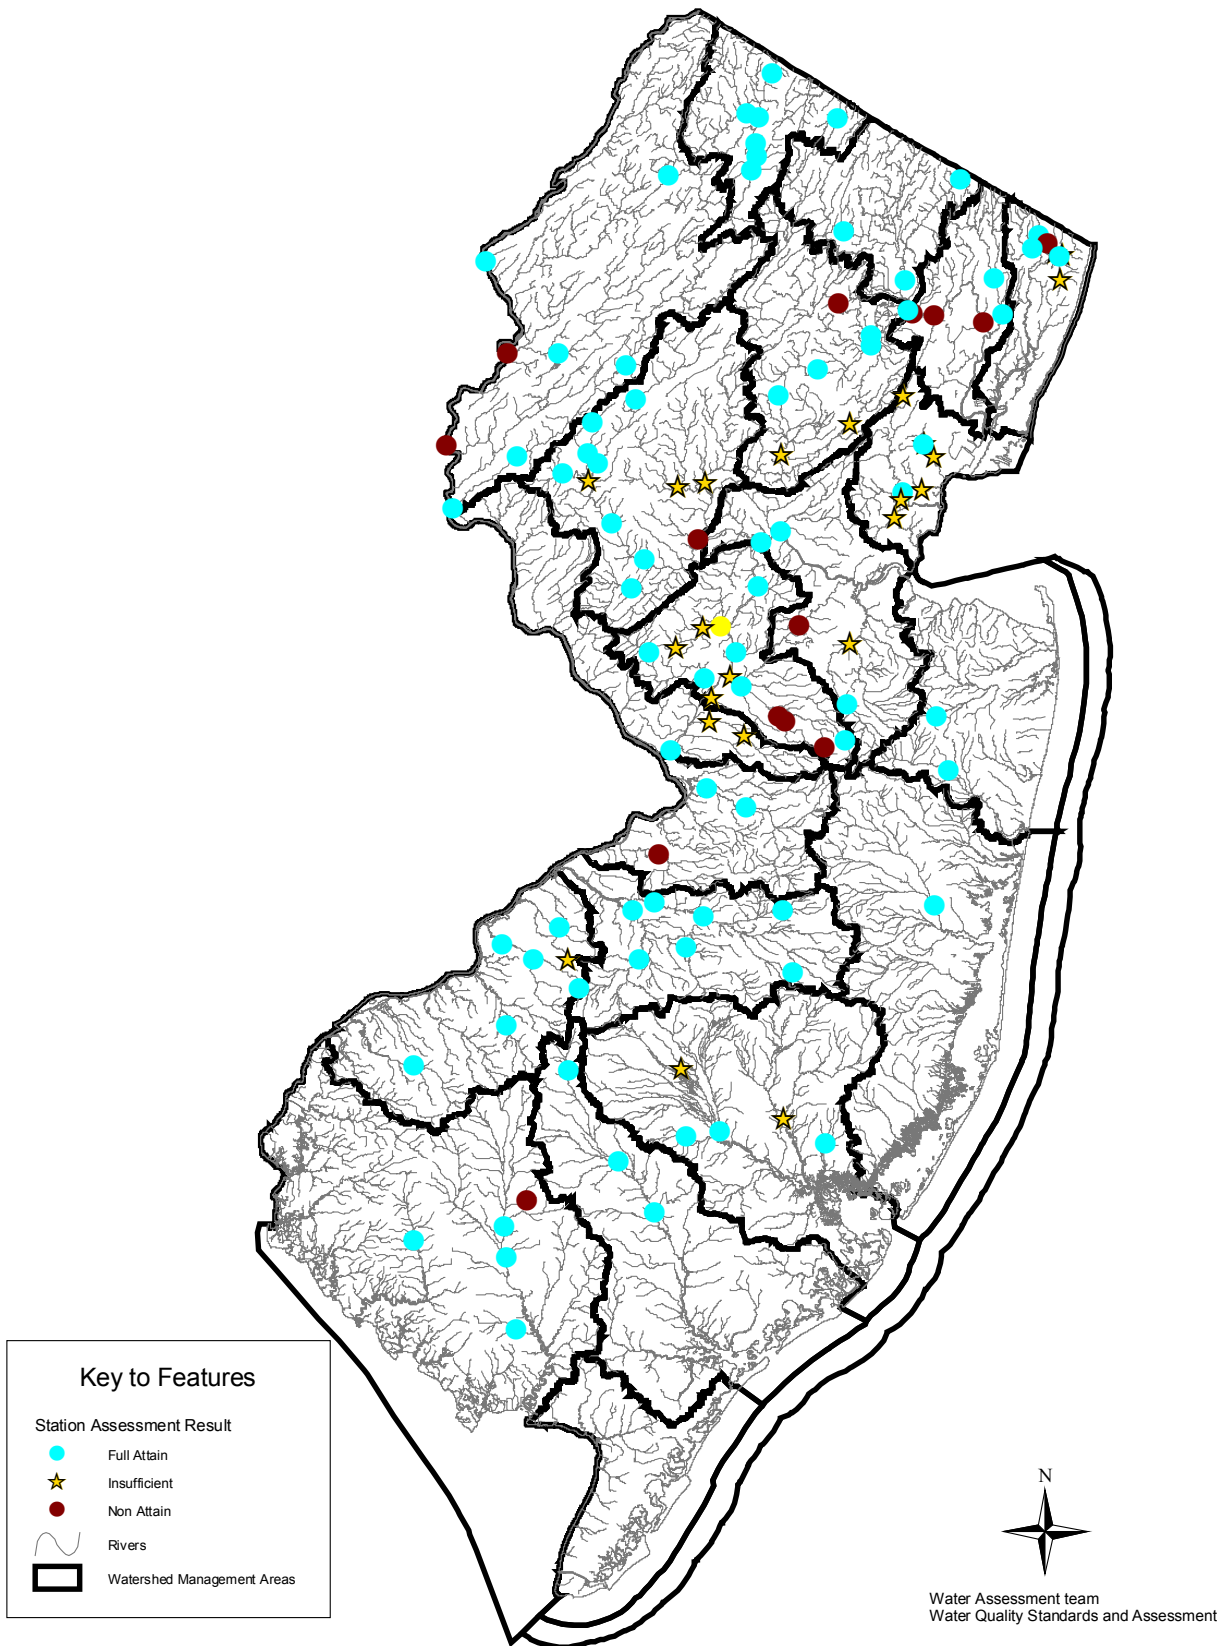 Key to Features
Station Assessment Result
Full Attain
Insufficient
Non Attain
Rivers
Watershed Management Areas
N
Water Assessment team
Water Quality Standards and Assessment